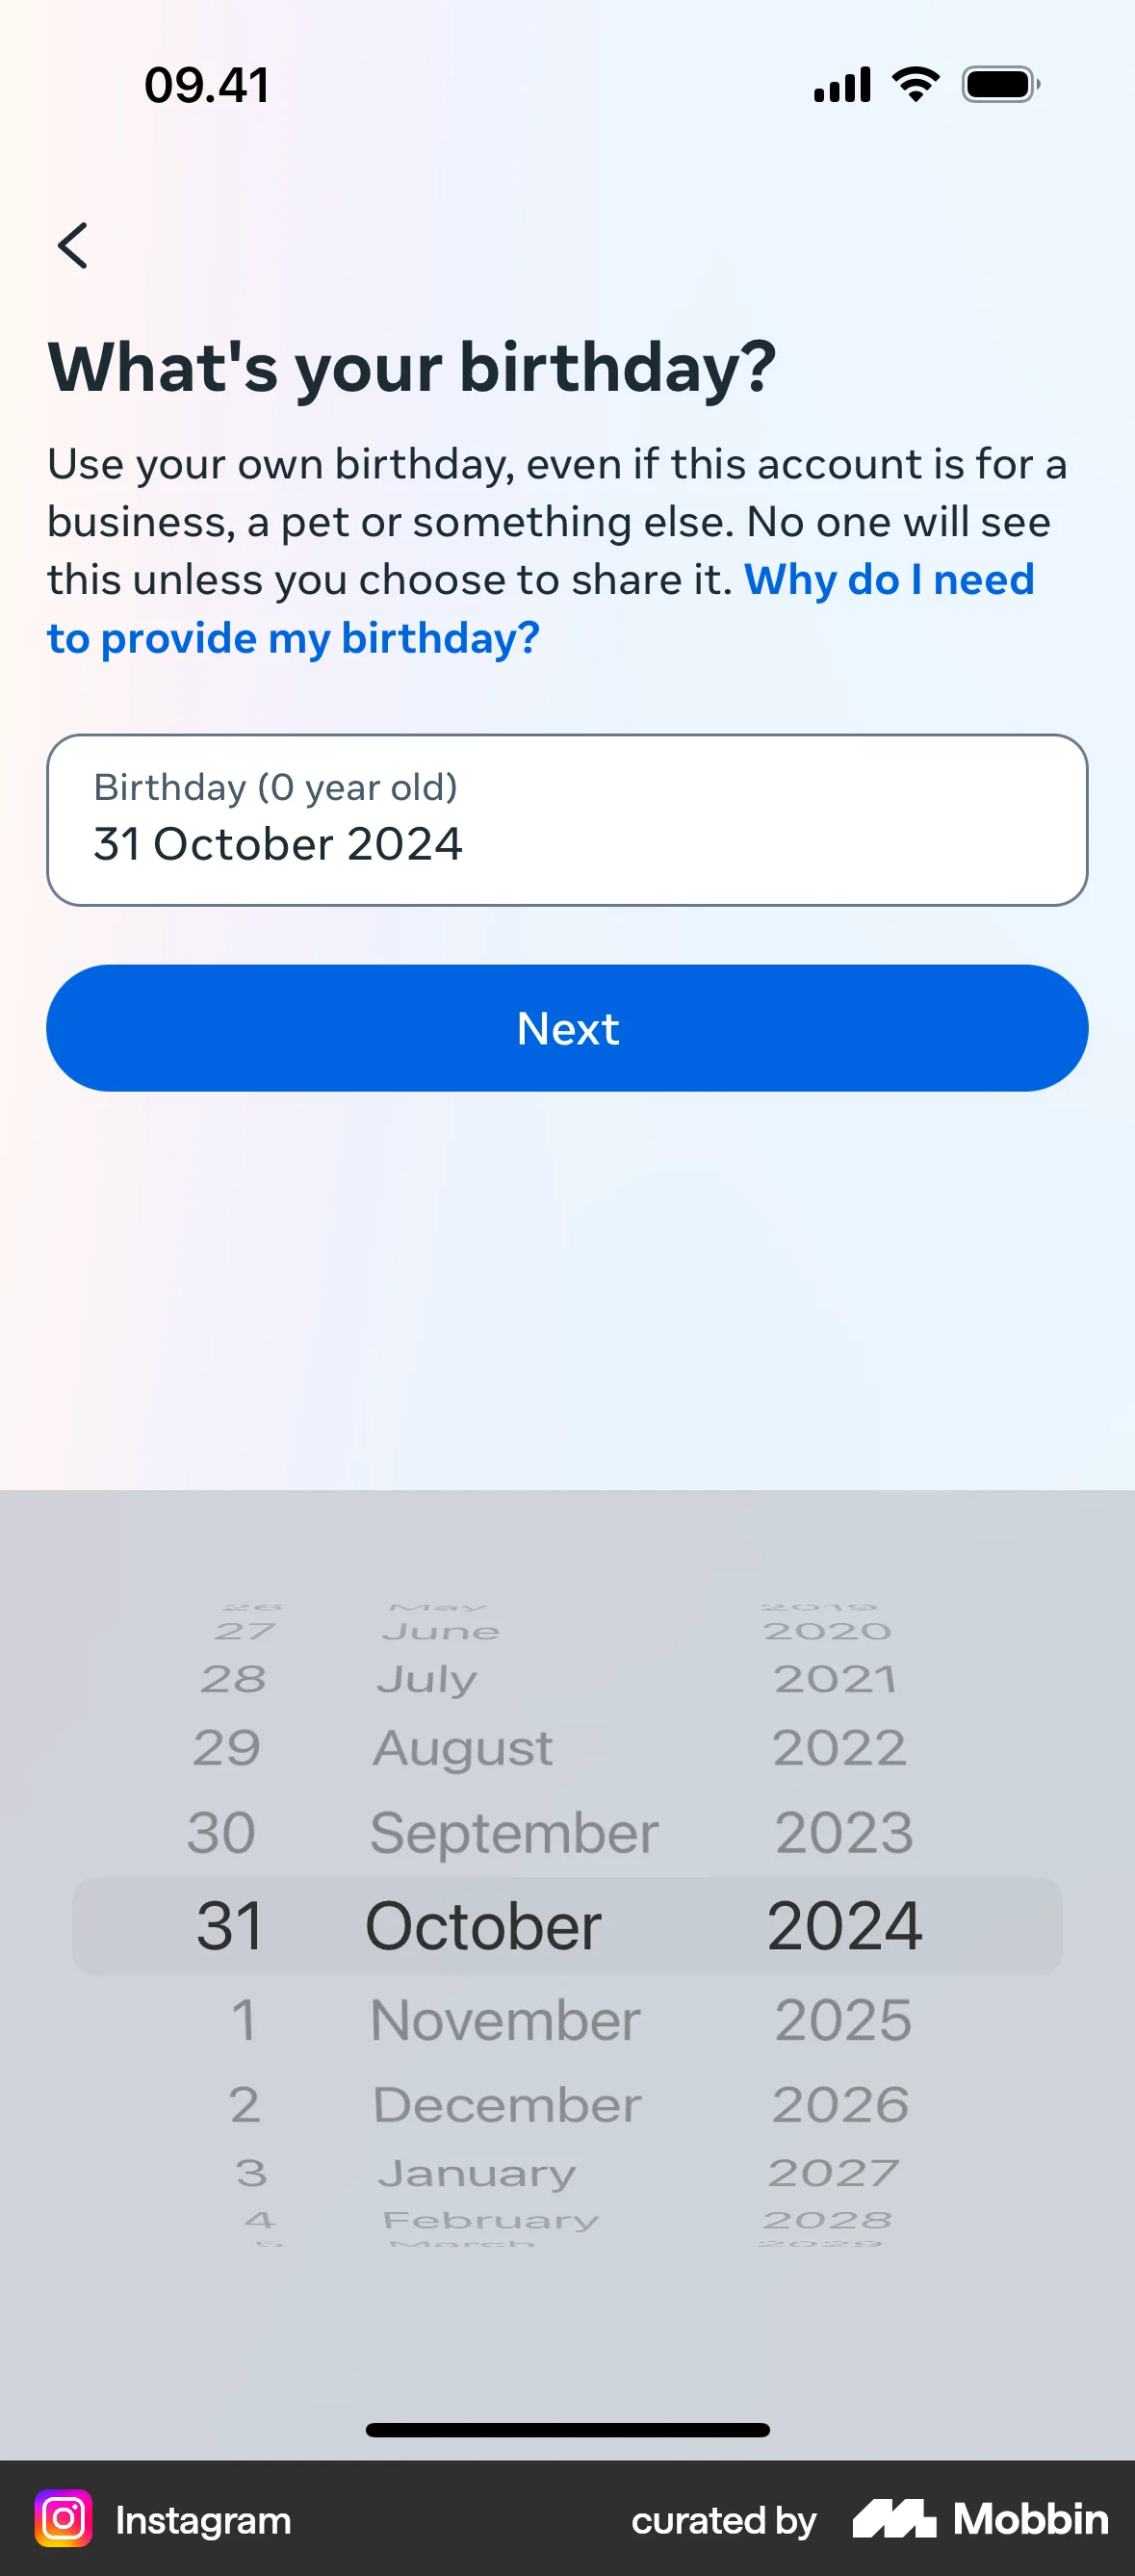 09.41
What's your birthday?
Use your own birthday, even if this account is for a
business, a pet or something else. No one will see
this unless you choose to share it. Why do I need
to provide my birthday?
Birthday (0 year old)
31 October 2024
Next
26 May 2019
27 June 2020
28 July 2021
29 August 2022
30 September 2023
31 October 2024
1 November 2025
2 December 2026
3 January 2027
4 February 2028
5 March 2029
Instagram curated by Mobbin